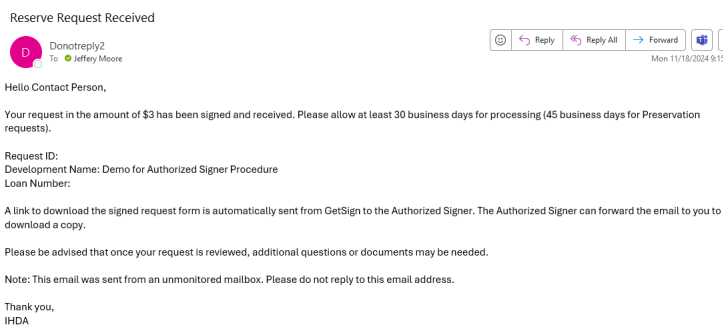 Reserve Request Received
D
Donotreply2
To Jeffery Moore
Reply
Reply All
Forward
Mon 11/18/2024 9:15
Hello Contact Person,
Your request in the amount of $3 has been signed and received. Please allow at least 30 business days for processing (45 business days for Preservation
requests).
Request ID:
Development Name: Demo for Authorized Signer Procedure
Loan Number:
A link to download the signed request form is automatically sent from GetSign to the Authorized Signer. The Authorized Signer can forward the email to you to
download a copy.
Please be advised that once your request is reviewed, additional questions or documents may be needed.
Note: This email was sent from an unmonitored mailbox. Please do not reply to this email address.
Thank you,
IHDA